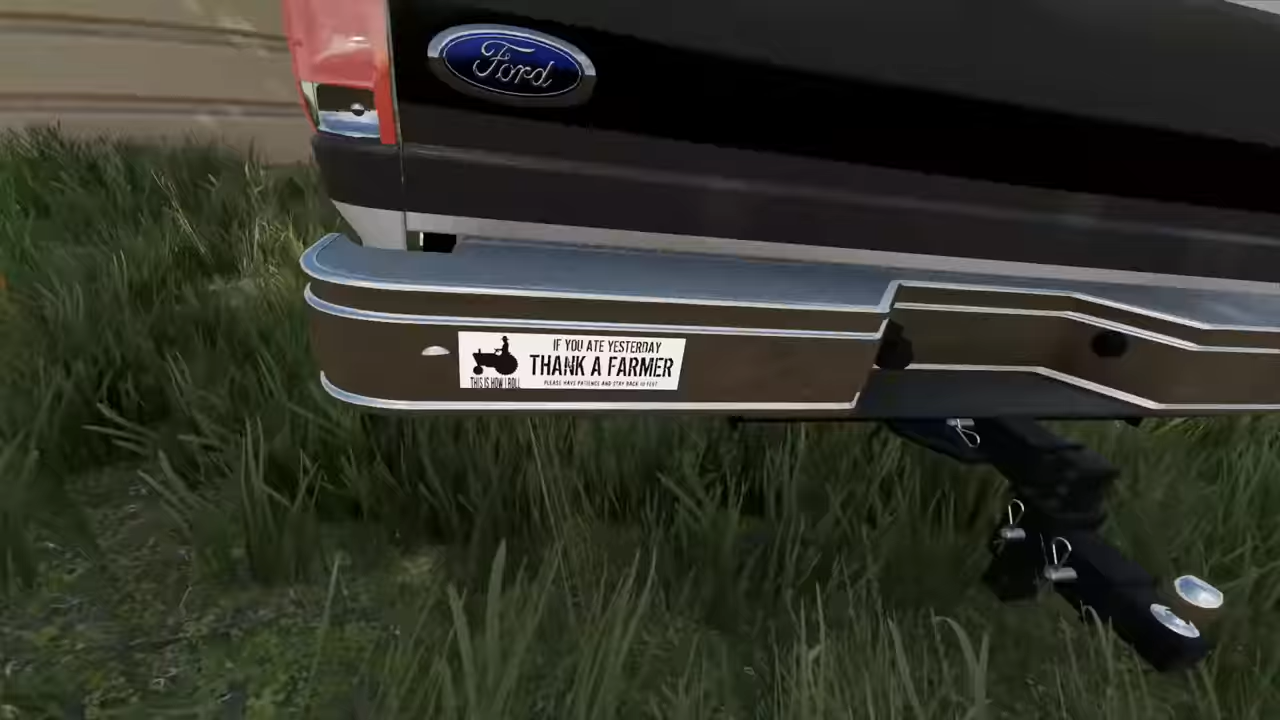 Ford
IF YOU ATE YESTERDAY
THANK A FARMER
THIS IS HOW I ROLL
PLEASE HAVE PATIENCE AND STAY BACK 10 FEET